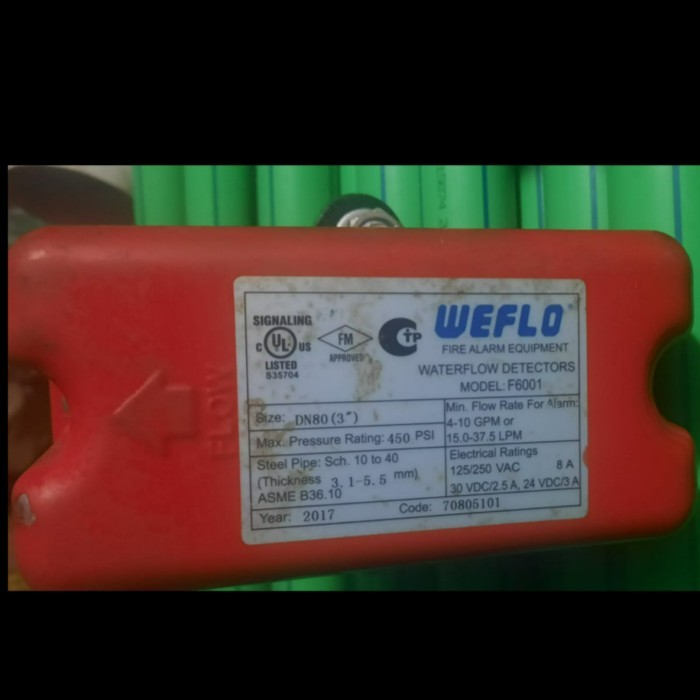 SIGNALING
C UL US
LISTED
S35704
FM
APPROVED
C TP
WEFLO
FIRE ALARM EQUIPMENT
WATERFLOW DETECTORS
MODEL: F6001
Size: DN80(3")
Max. Pressure Rating: 450 PSI
Steel Pipe: Sch. 10 to 40
(Thickness 3.1-5.5 mm)
ASME B36.10
Min. Flow Rate For Alarm:
4-10 GPM or
15.0-37.5 LPM
Electrical Ratings
125/250 VAC 8 A
30 VDC/2.5 A, 24 VDC/3 A
Year: 2017 Code: 70805101